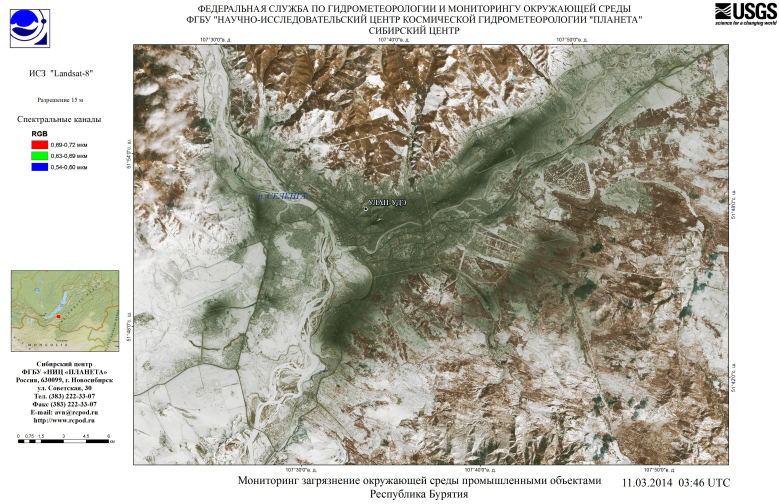 ФЕДЕРАЛЬНАЯ СЛУЖБА ПО ГИДРОМЕТЕОРОЛОГИИ И МОНИТОРИНГУ ОКРУЖАЮЩЕЙ СРЕДЫ
ФГБУ "НАУЧНО-ИССЛЕДОВАТЕЛЬСКИЙ ЦЕНТР КОСМИЧЕСКОЙ ГИДРОМЕТЕОРОЛОГИИ "ПЛАНЕТА"
СИБИРСКИЙ ЦЕНТР
USGS
science for a changing world
ИСЗ "Landsat-8"
Разрешение 15 м
Спектральные каналы
RGB
0,69-0,72 мкм
0,63-0,69 мкм
0,54-0,60 мкм
107°30'0"в. д.
107°40'0"в. д.
107°50'0"в. д.
51°54'0"с. ш.
51°48'0"с. ш.
р. СЕЛЕНГА
УЛАН-УДЭ
51°48'0"с. ш.
51°42'0"с. ш.
MONGOLIA
Сибирский центр
ФГБУ «НИЦ «ПЛАНЕТА»
Россия, 630099, г. Новосибирск
ул. Советская, 30
Тел. (383) 222-33-07
Факс (383) 222-33-07
E-mail: avn@rcpod.ru
http://www.rcpod.ru
0 0,75 1,5 3 4,5 6
км
107°30'0"в. д.
107°40'0"в. д.
107°50'0"в. д.
Мониторинг загрязнение окружающей среды промышленными объектами
Республика Бурятия
11.03.2014 03:46 UTC